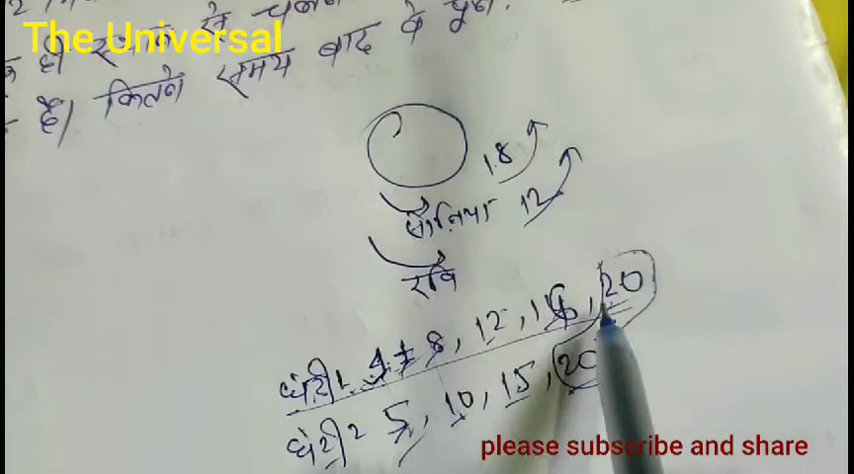 The Universal
ही स्थान से चलना
है। कितने समय बाद वे पुनः
18
सोनिया 12
रवि
घंटी1 4, 8, 12, 16, 20
घंटी2 5, 10, 15, 20
please subscribe and share